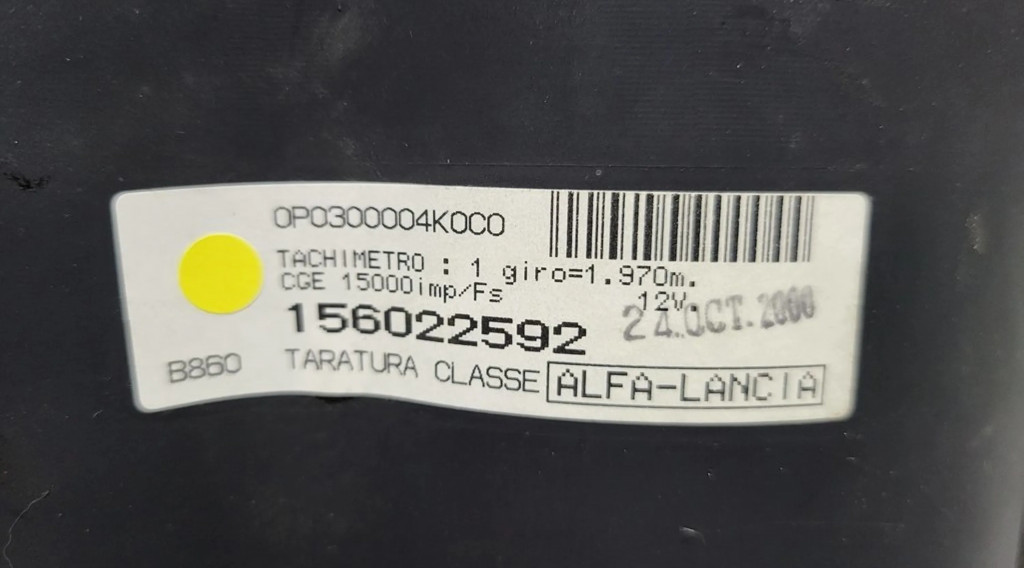 0P0300004K0C0
TACHIMETRO : 1 giro=1.970m.
CGE 15000imp/Fs 12V.
24.OCT.2000
156022592
B860 TARATURA CLASSE ALFA-LANCIA